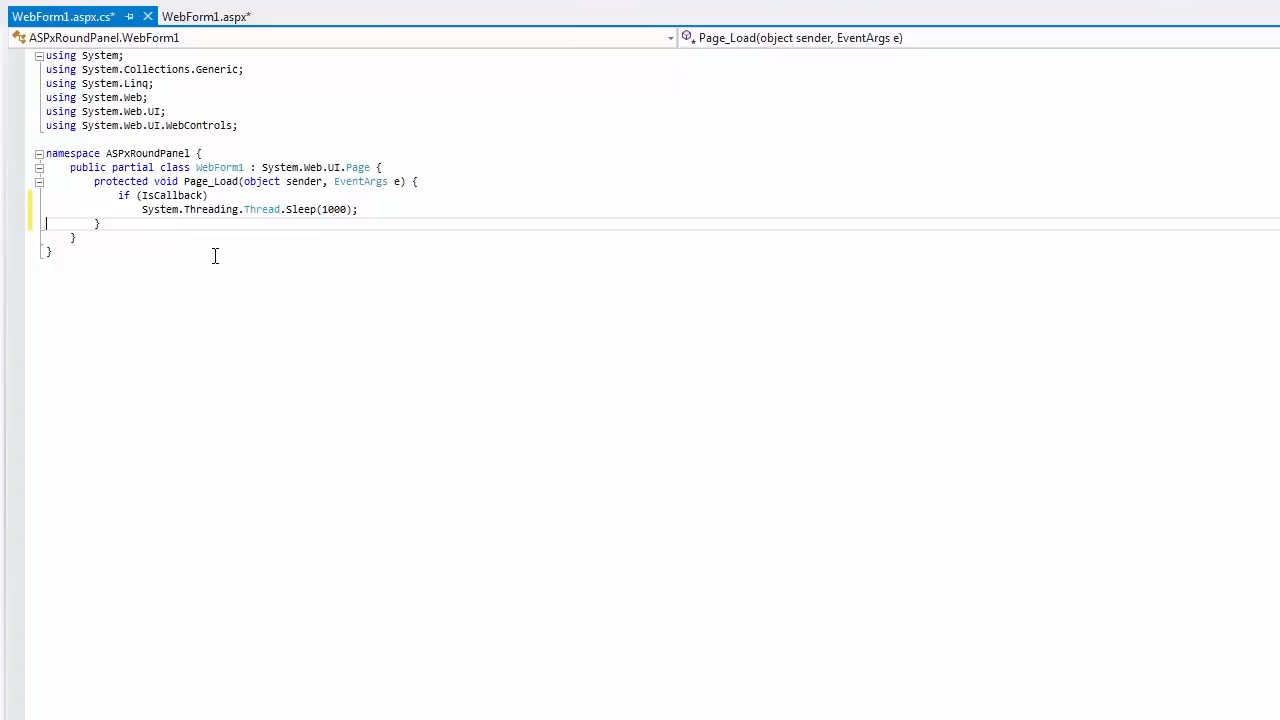 WebForm1.aspx.cs* WebForm1.aspx*
ASPxRoundPanel.WebForm1 Page_Load(object sender, EventArgs e)
using System;
using System.Collections.Generic;
using System.Linq;
using System.Web;
using System.Web.UI;
using System.Web.UI.WebControls;
namespace ASPxRoundPanel {
public partial class WebForm1 : System.Web.UI.Page {
protected void Page_Load(object sender, EventArgs e) {
if (IsCallback)
System.Threading.Thread.Sleep(1000);
}
}
}